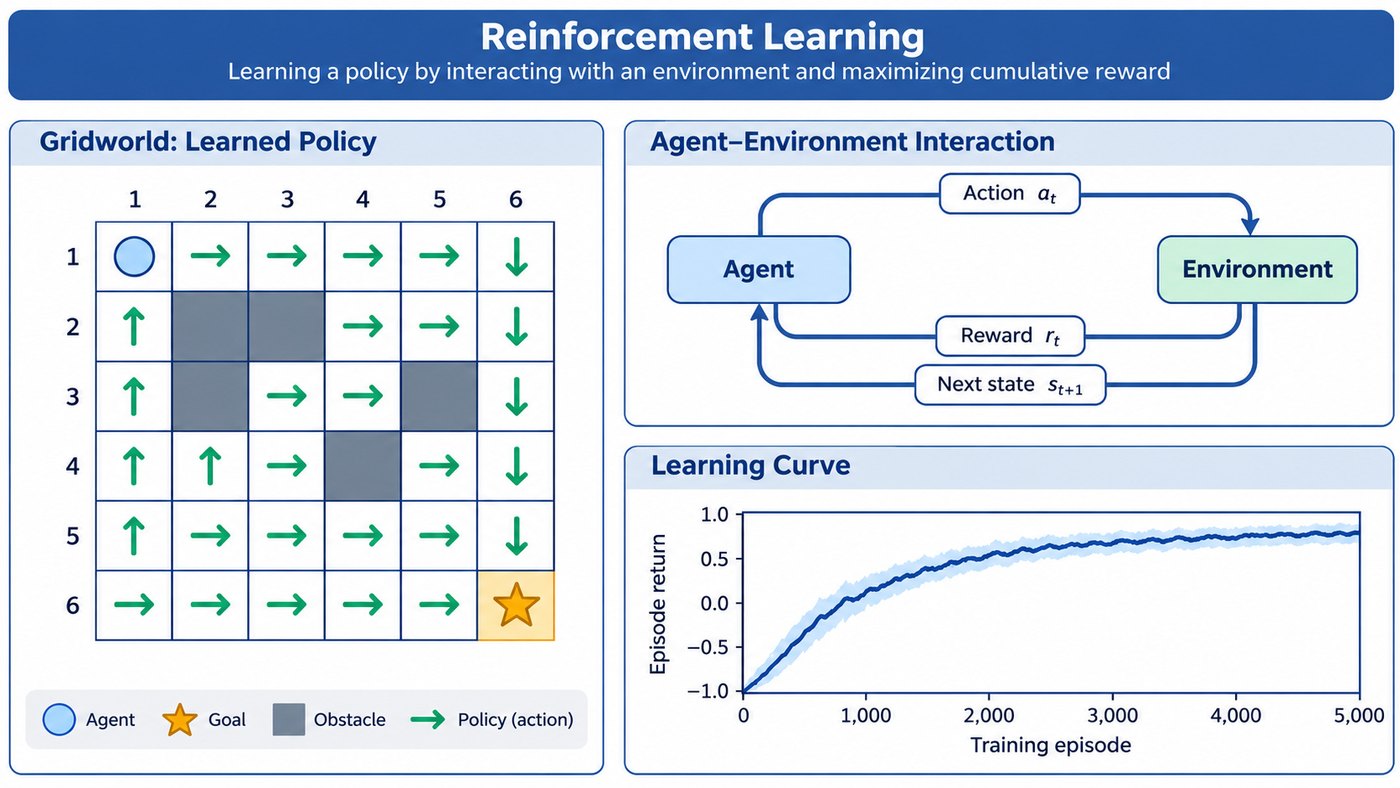 Reinforcement Learning
Learning a policy by interacting with an environment and maximizing cumulative reward
Gridworld: Learned Policy
1 2 3 4 5 6
1
2
3
4
5
6
Agent
Goal
Obstacle
Policy (action)
Agent–Environment Interaction
Action aₜ
Agent
Environment
Reward rₜ
Next state sₜ₊₁
Learning Curve
Episode return
1.0
0.5
0.0
−0.5
−1.0
0 1,000 2,000 3,000 4,000 5,000
Training episode